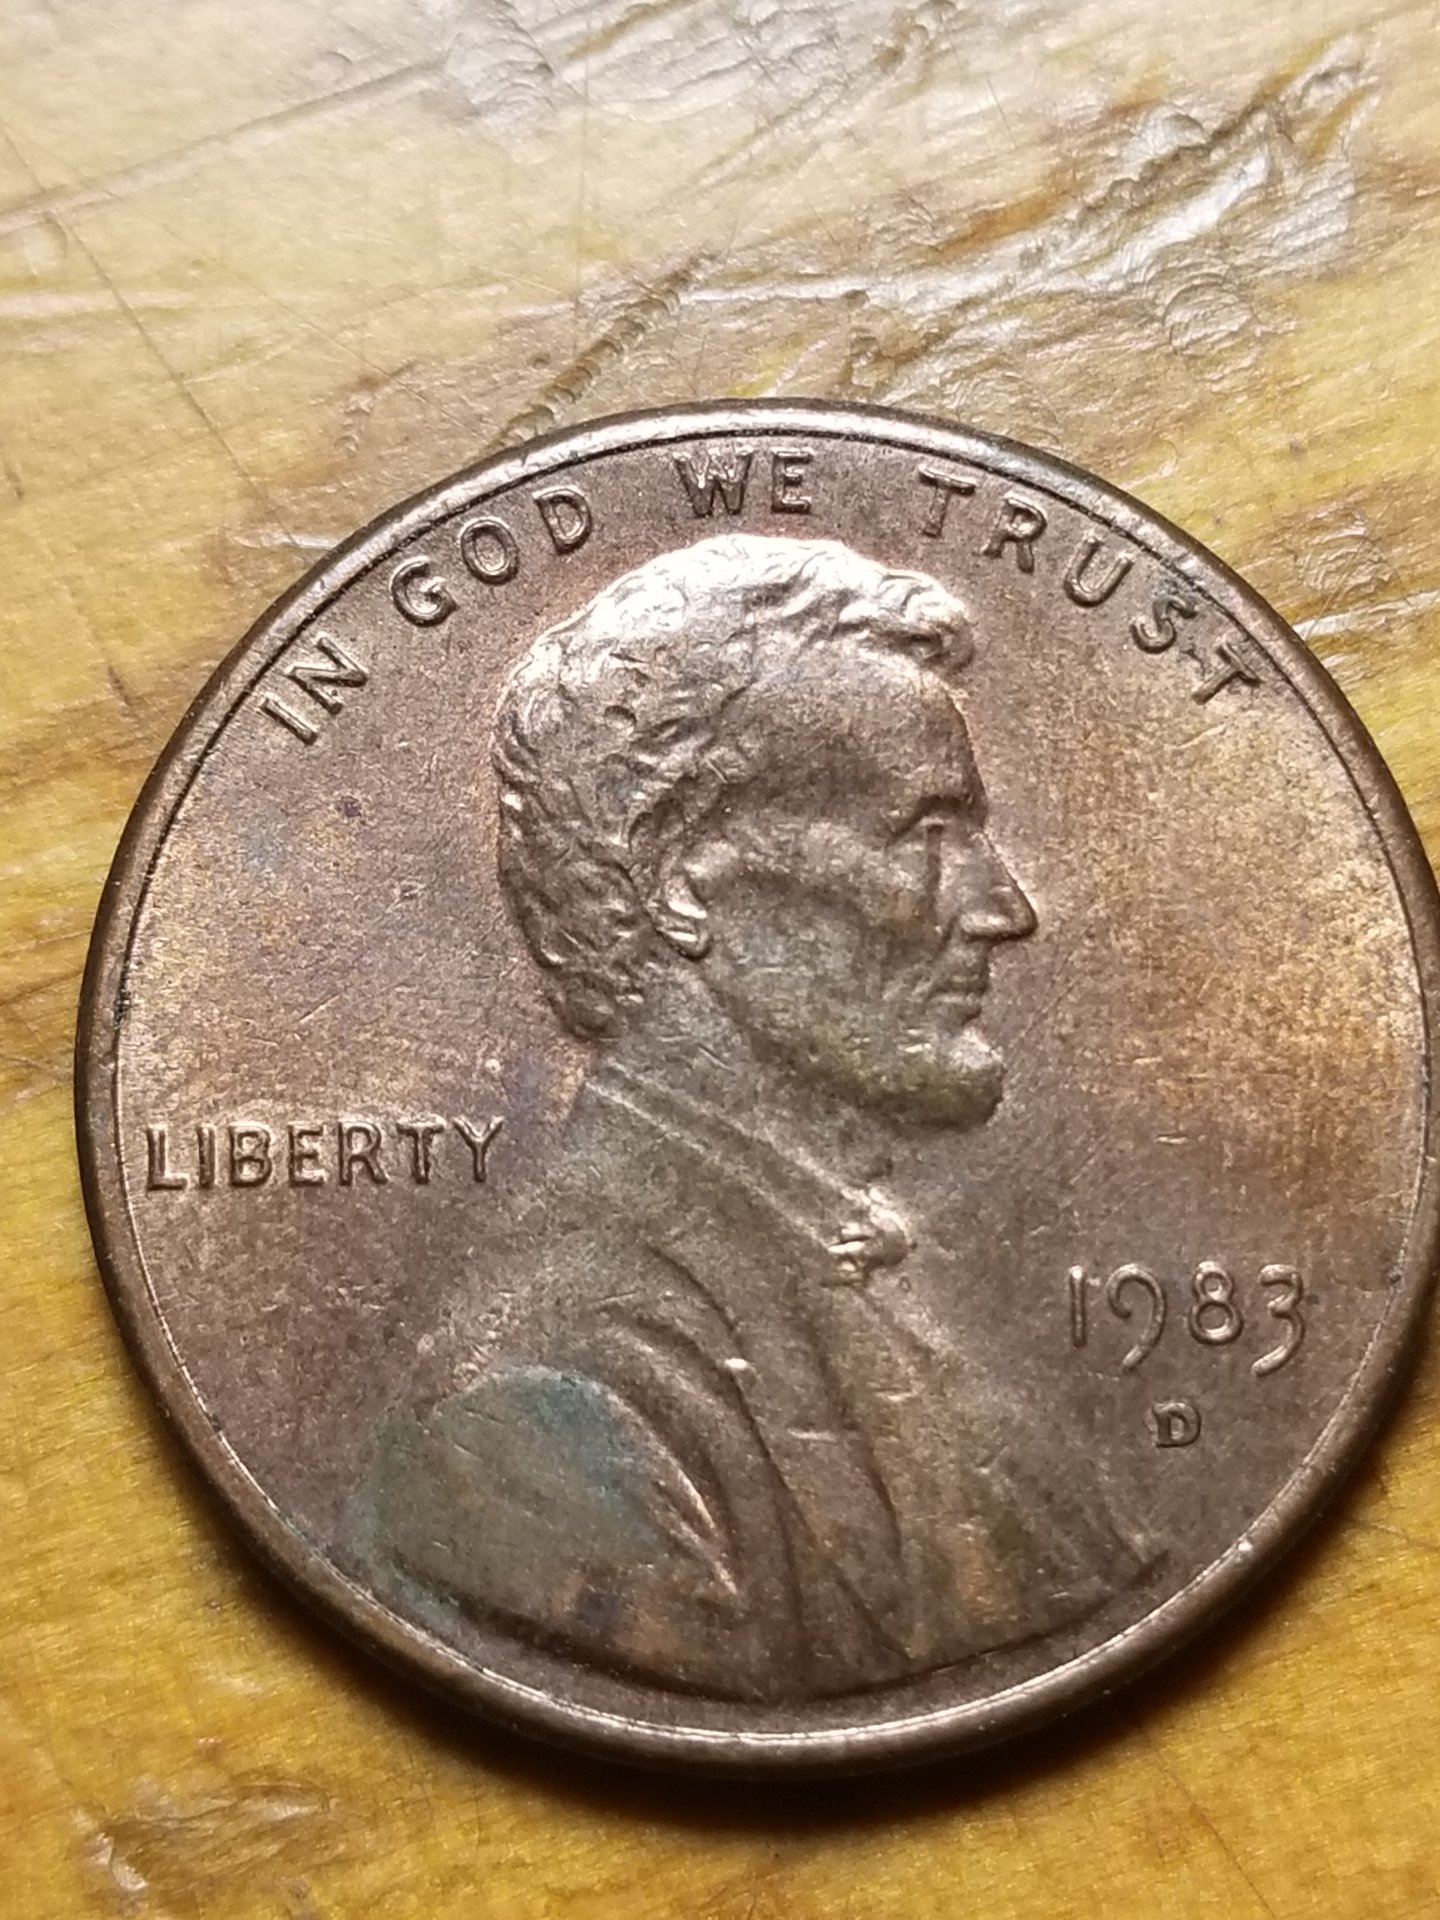 IN GOD WE TRUST
LIBERTY
1983
D